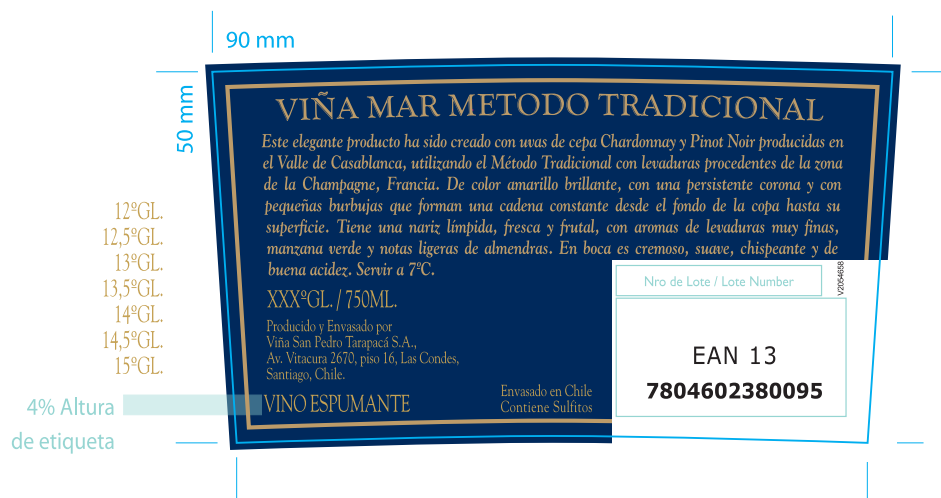 90 mm
50 mm
VIÑA MAR METODO TRADICIONAL
Este elegante producto ha sido creado con uvas de cepa Chardonnay y Pinot Noir producidas en
el Valle de Casablanca, utilizando el Método Tradicional con levaduras procedentes de la zona
de la Champagne, Francia. De color amarillo brillante, con una persistente corona y con
pequeñas burbujas que forman una cadena constante desde el fondo de la copa hasta su
superficie. Tiene una nariz límpida, fresca y frutal, con aromas de levaduras muy finas,
manzana verde y notas ligeras de almendras. En boca es cremoso, suave, chispeante y de
buena acidez. Servir a 7ºC.
XXXºGL. / 750ML.
Producido y Envasado por
Viña San Pedro Tarapacá S.A.,
Av. Vitacura 2670, piso 16, Las Condes,
Santiago, Chile.
VINO ESPUMANTE
Envasado en Chile
Contiene Sulfitos
Nro de Lote / Lote Number
V2054658
EAN 13
7804602380095
12ºGL.
12,5ºGL.
13ºGL.
13,5ºGL.
14ºGL.
14,5ºGL.
15ºGL.
4% Altura
de etiqueta